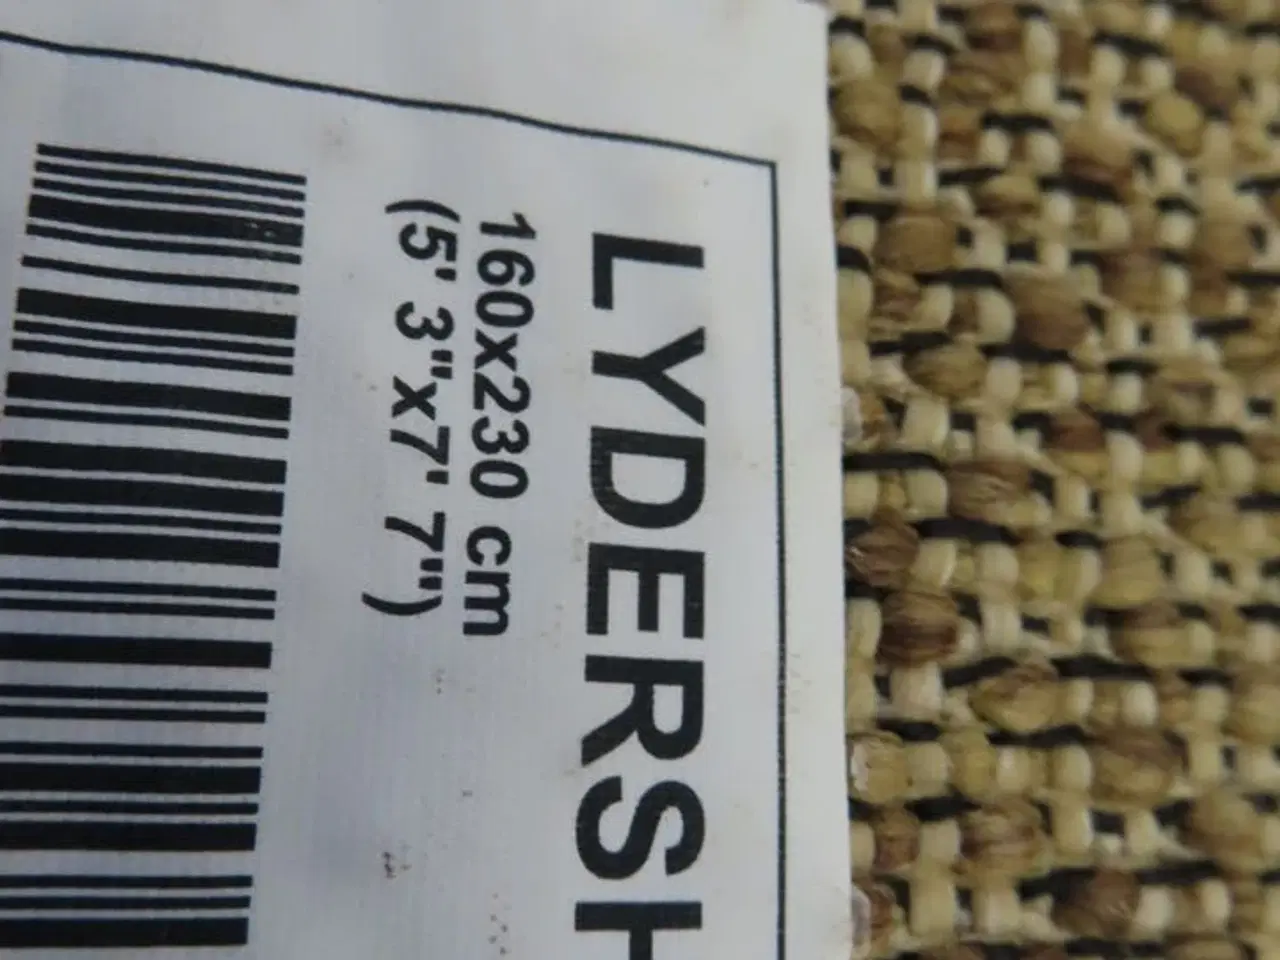 LYDERSH
160x230 cm
(5' 3"x7' 7")